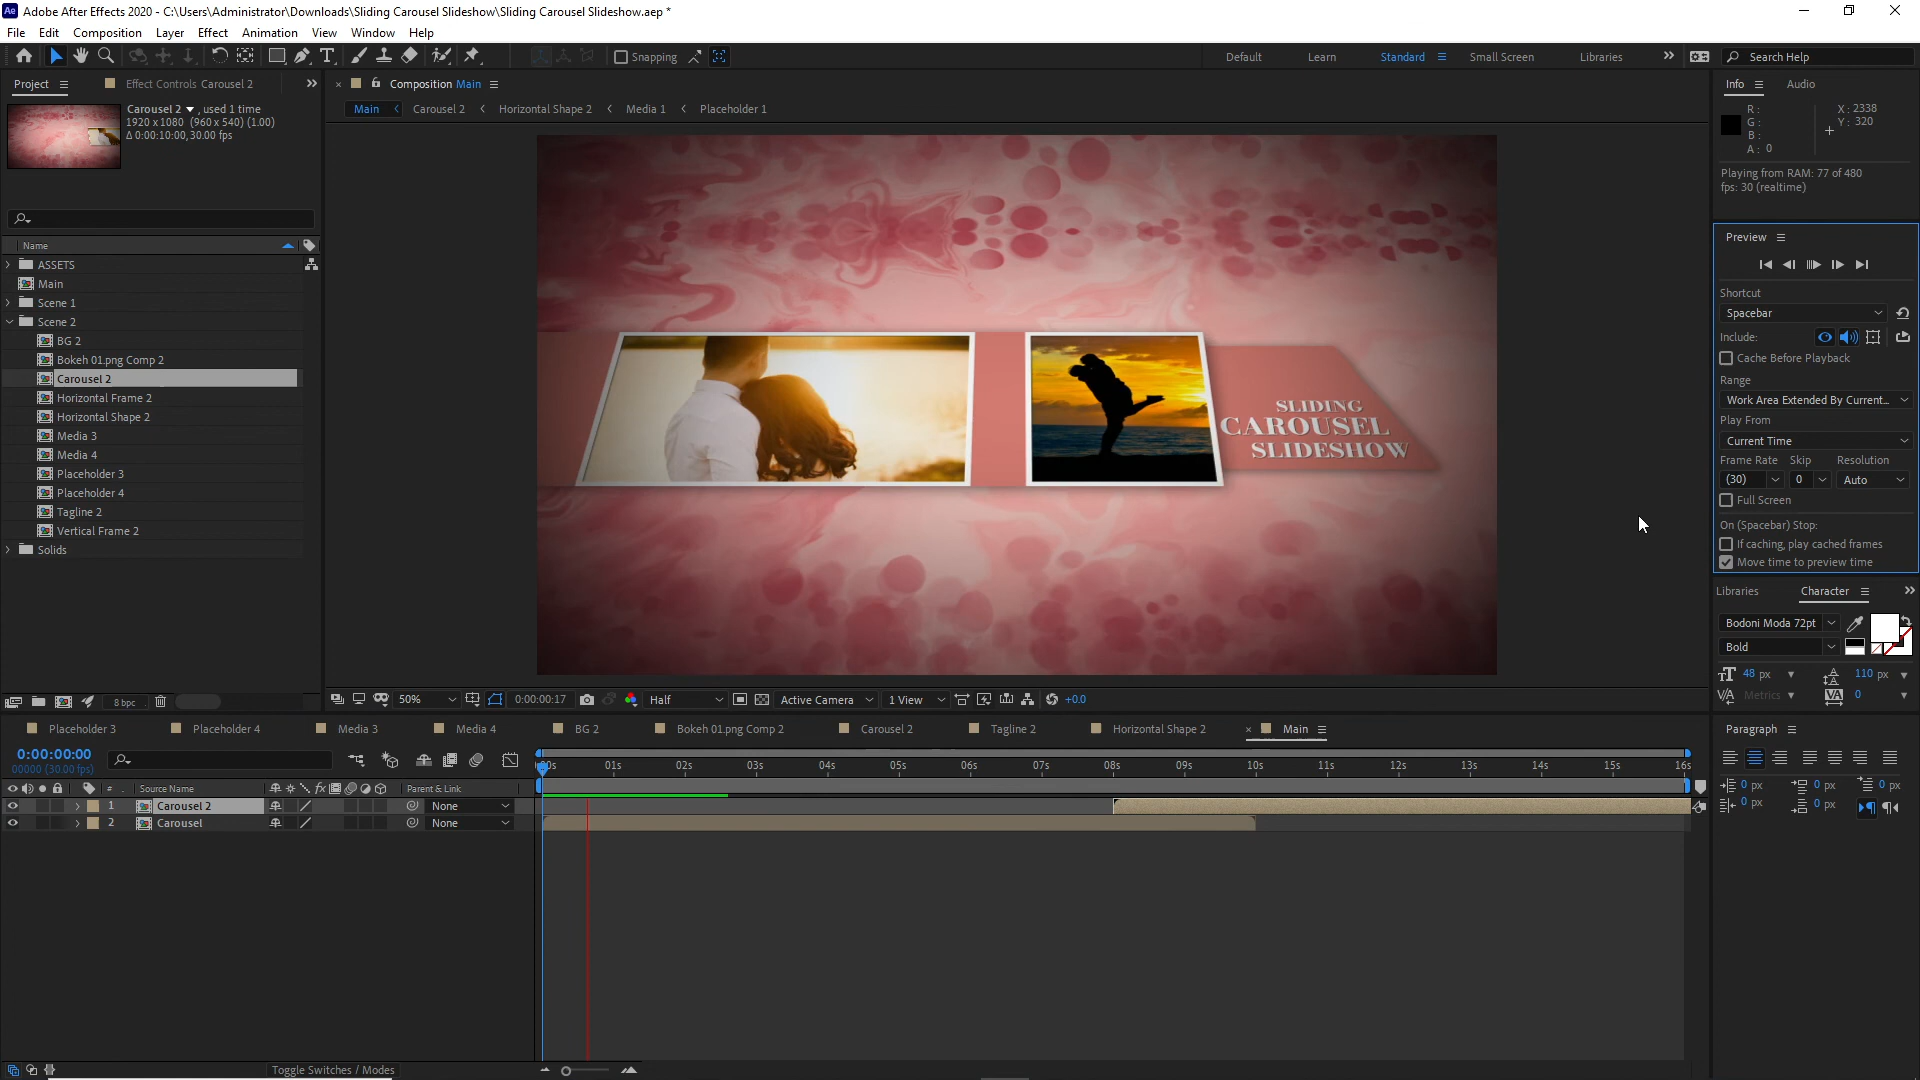 Ae Adobe After Effects 2020 - C:\Users\Administrator\Downloads\Sliding Carousel Slideshow\Sliding Carousel Slideshow.aep *
File Edit Composition Layer Effect Animation View Window Help
Snapping
Default Learn Standard Small Screen Libraries Search Help
Project Effect Controls Carousel 2
Carousel 2 , used 1 time
1920 x 1080 (960 x 540) (1.00)
Δ 0:00:10:00, 30.00 fps
Name
ASSETS
Main
Scene 1
Scene 2
BG 2
Bokeh 01.png Comp 2
Carousel 2
Horizontal Frame 2
Horizontal Shape 2
Media 3
Media 4
Placeholder 3
Placeholder 4
Tagline 2
Vertical Frame 2
Solids
8 bpc
Composition Main
Main Carousel 2 Horizontal Shape 2 Media 1 Placeholder 1
SLIDING
CAROUSEL
SLIDESHOW
50% 0:00:00:17 Half Active Camera 1 View +0.0
Info Audio
R:
G:
B:
A: 0
X: 2338
Y: 320
Playing from RAM: 77 of 480
fps: 30 (realtime)
Preview
Shortcut
Spacebar
Include:
Cache Before Playback
Range
Work Area Extended By Current...
Play From
Current Time
Frame Rate Skip Resolution
(30) 0 Auto
Full Screen
On (Spacebar) Stop:
If caching, play cached frames
Move time to preview time
Libraries Character
Bodoni Moda 72pt
Bold
48 px 110 px
Metrics 0
Paragraph
0 px 0 px 0 px
0 px 0 px
Placeholder 3 Placeholder 4 Media 3 Media 4 BG 2 Bokeh 01.png Comp 2 Carousel 2 Tagline 2 Horizontal Shape 2 Main
0:00:00:00
00000 (30.00 fps)
01s 02s 03s 04s 05s 06s 07s 08s 09s 10s 11s 12s 13s 14s 15s 16s
# Source Name Parent & Link
1 Carousel 2 None
2 Carousel None
Toggle Switches / Modes